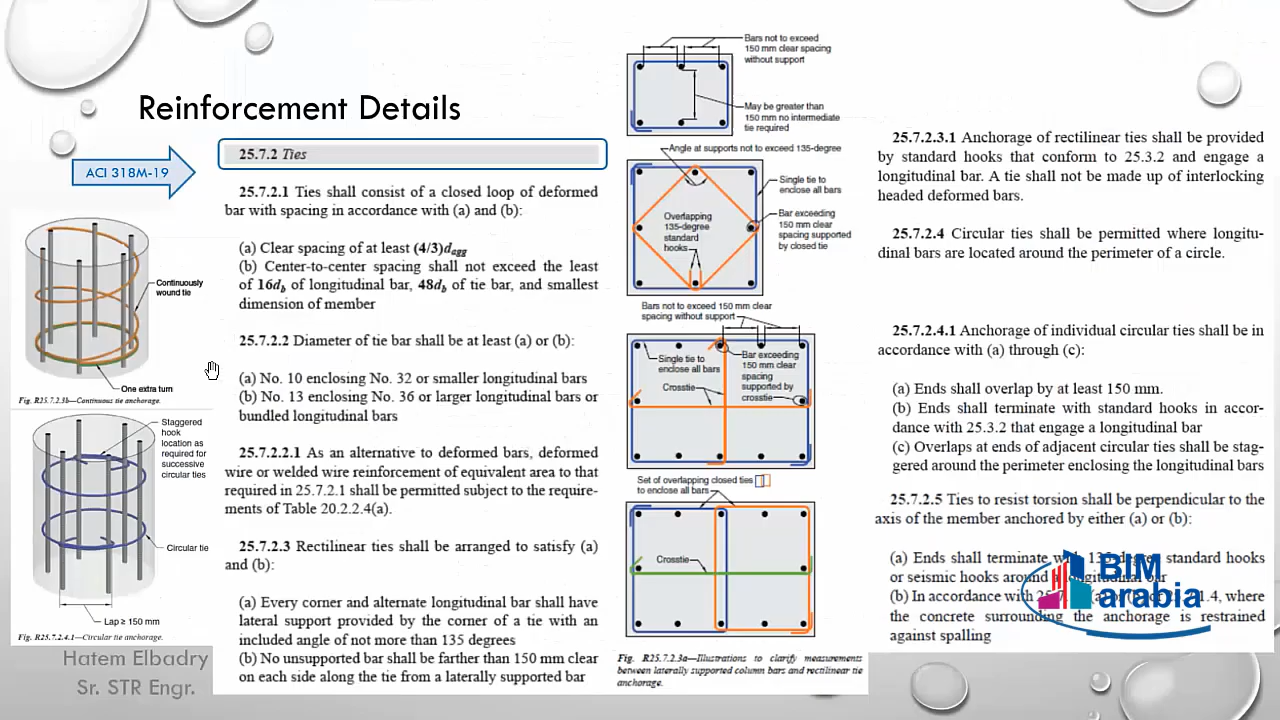 Reinforcement Details
ACI 318M-19
25.7.2 Ties
25.7.2.1 Ties shall consist of a closed loop of deformed
bar with spacing in accordance with (a) and (b):
(a) Clear spacing of at least (4/3)dagg
(b) Center-to-center spacing shall not exceed the least
of 16db of longitudinal bar, 48db of tie bar, and smallest
dimension of member
25.7.2.2 Diameter of tie bar shall be at least (a) or (b):
(a) No. 10 enclosing No. 32 or smaller longitudinal bars
(b) No. 13 enclosing No. 36 or larger longitudinal bars or
bundled longitudinal bars
25.7.2.2.1 As an alternative to deformed bars, deformed
wire or welded wire reinforcement of equivalent area to that
required in 25.7.2.1 shall be permitted subject to the require-
ments of Table 20.2.2.4(a).
25.7.2.3 Rectilinear ties shall be arranged to satisfy (a)
and (b):
(a) Every corner and alternate longitudinal bar shall have
lateral support provided by the corner of a tie with an
included angle of not more than 135 degrees
(b) No unsupported bar shall be farther than 150 mm clear
on each side along the tie from a laterally supported bar
Continuously
wound tie
One extra turn
Fig. R25.7.2.3b—Continuous tie anchorage.
Staggered
hook
location as
required for
successive
circular ties
Circular tie
Lap ≥ 150 mm
Fig. R25.7.2.4.1—Circular tie anchorage.
Hatem Elbadry
Sr. STR Engr.
Bars not to exceed
150 mm clear spacing
without support
May be greater than
150 mm no intermediate
tie required
Angle at supports not to exceed 135-degree
Single tie to
enclose all bars
Overlapping
135-degree
standard
hooks
Bar exceeding
150 mm clear
spacing supported
by closed tie
Bars not to exceed 150 mm clear
spacing without support
Single tie to
enclose all bars
Crosstie
Bar exceeding
150 mm clear
spacing
supported by
crosstie
Set of overlapping closed ties
to enclose all bars
Crosstie
Fig. R25.7.2.3a—Illustrations to clarify measurements
between laterally supported column bars and rectilinear tie
anchorage.
25.7.2.3.1 Anchorage of rectilinear ties shall be provided
by standard hooks that conform to 25.3.2 and engage a
longitudinal bar. A tie shall not be made up of interlocking
headed deformed bars.
25.7.2.4 Circular ties shall be permitted where longitu-
dinal bars are located around the perimeter of a circle.
25.7.2.4.1 Anchorage of individual circular ties shall be in
accordance with (a) through (c):
(a) Ends shall overlap by at least 150 mm.
(b) Ends shall terminate with standard hooks in accor-
dance with 25.3.2 that engage a longitudinal bar
(c) Overlaps at ends of adjacent circular ties shall be stag-
gered around the perimeter enclosing the longitudinal bars
25.7.2.5 Ties to resist torsion shall be perpendicular to the
axis of the member anchored by either (a) or (b):
(a) Ends shall terminate with 135-degree standard hooks
or seismic hooks around a longitudinal bar
(b) In accordance with 1.4, where
the concrete surrounding the anchorage is restrained
against spalling
BIM
arabia